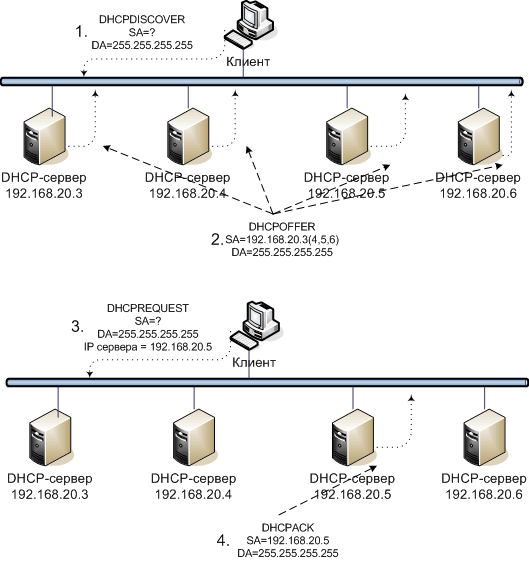 1.
DHCPDISCOVER
SA=?
DA=255.255.255.255
Клиент
DHCP-сервер
192.168.20.3
DHCP-сервер
192.168.20.4
DHCP-сервер
192.168.20.5
DHCP-сервер
192.168.20.6
2.
DHCPOFFER
SA=192.168.20.3(4,5,6)
DA=255.255.255.255
3.
DHCPREQUEST
SA=?
DA=255.255.255.255
IP сервера = 192.168.20.5
Клиент
DHCP-сервер
192.168.20.3
DHCP-сервер
192.168.20.4
DHCP-сервер
192.168.20.5
DHCP-сервер
192.168.20.6
4.
DHCPACK
SA=192.168.20.5
DA=255.255.255.255